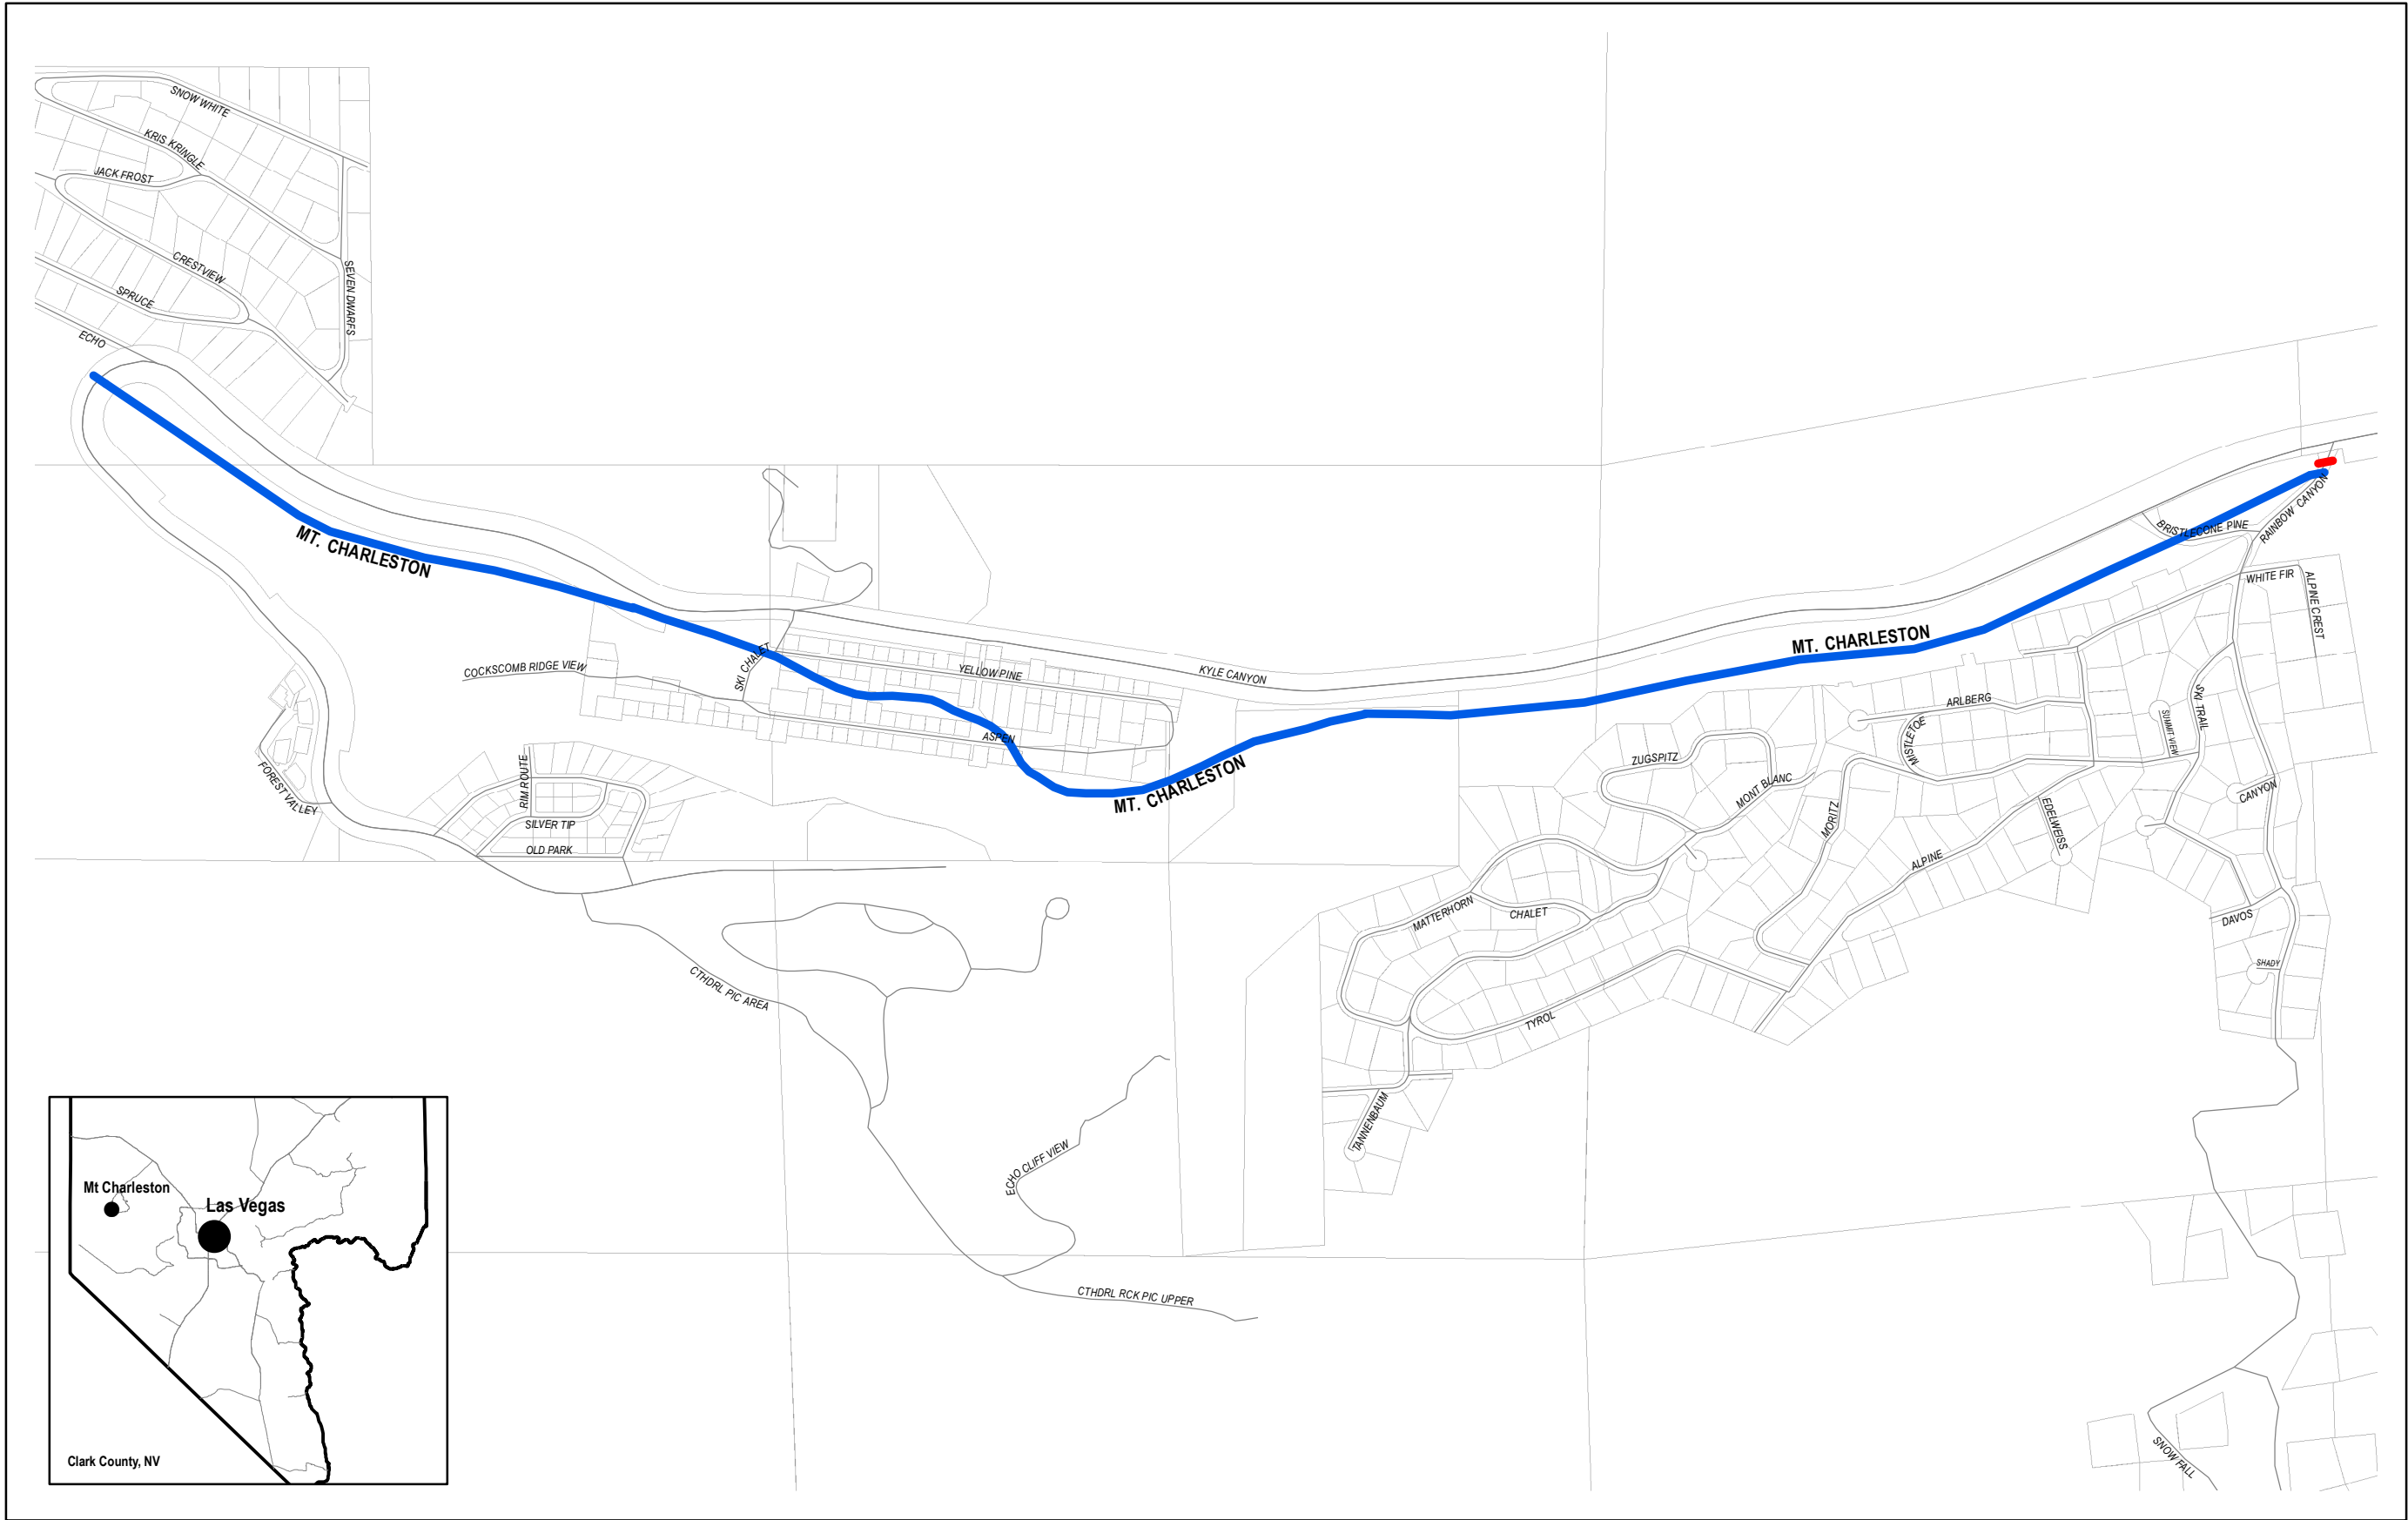 SNOW WHITE
KRIS KRINGLE
JACK FROST
CRESTVIEW
SEVEN DWARFS
SPRUCE
ECHO
MT. CHARLESTON
BRISTLECONE PINE
RAINBOW CANYON
WHITE FIR
ALPINE CREST
MT. CHARLESTON
COCKSCOMB RIDGE VIEW
SKI CHALET
YELLOW PINE
KYLE CANYON
ASPEN
ARLBERG
MISTLETOE
SUMMIT VIEW
SKI TRAIL
ZUGSPITZ
MONT BLANC
MT. CHARLESTON
FOREST VALLEY
RIM ROUTE
SILVER TIP
OLD PARK
MORITZ
EDELWEISS
CANYON
ALPINE
MATTERHORN
CHALET
DAVOS
SHADY
CTHDRL PIC AREA
TYROL
TANNENBAUM
ECHO CLIFF VIEW
CTHDRL RCK PIC UPPER
SNOW FALL
Mt Charleston
Las Vegas
Clark County, NV